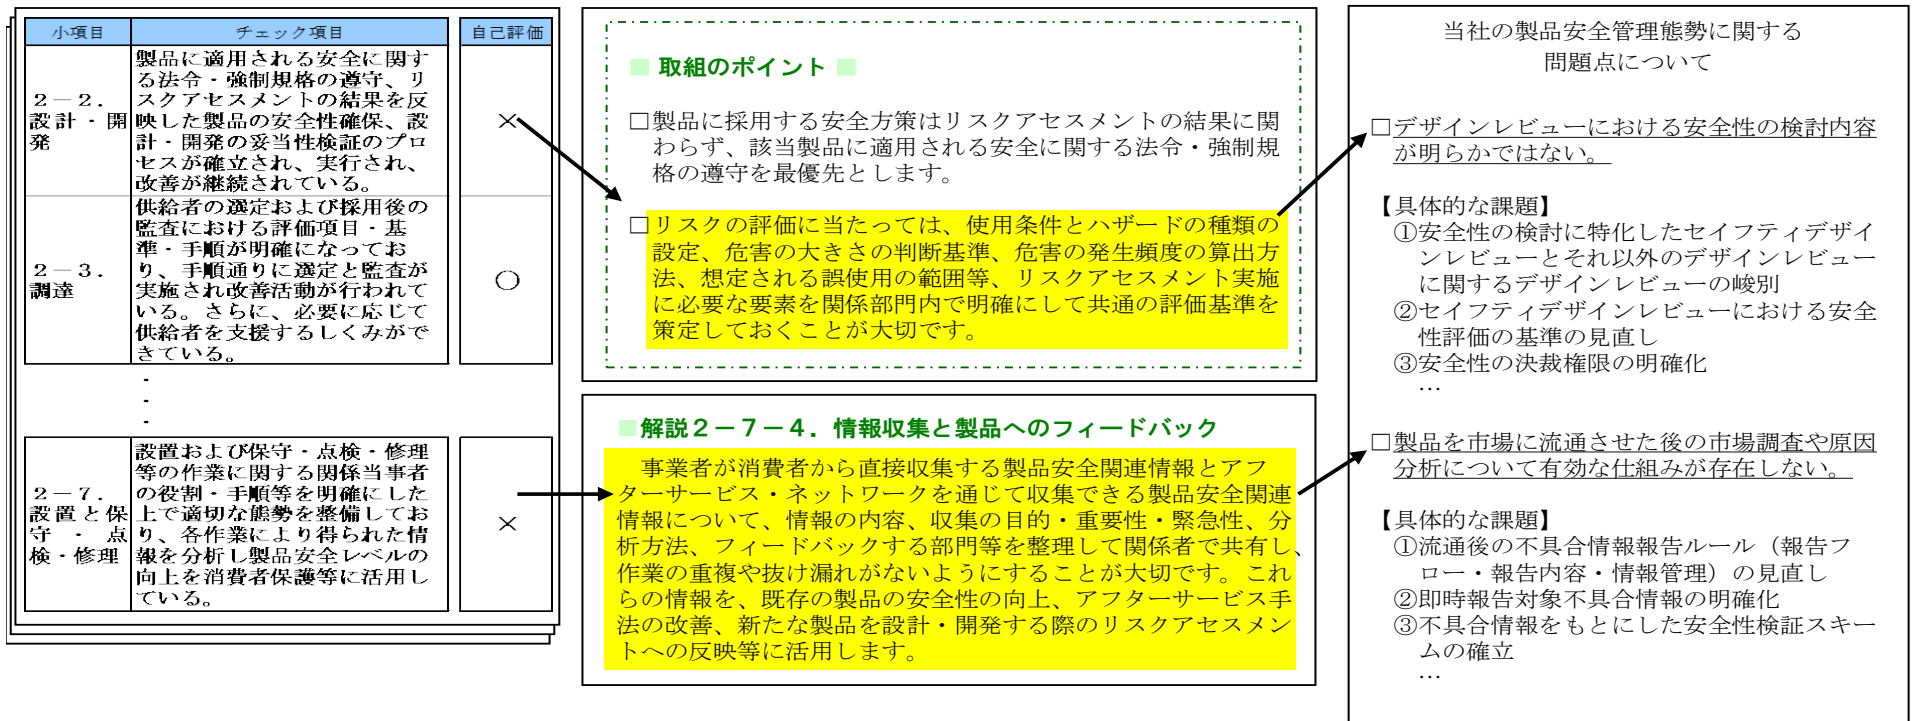 小項目 チェック項目 自己評価
２－２．設計・開発
製品に適用される安全に関す
る法令・強制規格の遵守、リ
スクアセスメントの結果を反
映した製品の安全性確保、設
計・開発の妥当性検証のプロ
セスが確立され、実行され、
改善が継続されている。
×
２－３．
調達
供給者の選定および採用後の
監査における評価項目・基
準・手順が明確になってお
り、手順通りに選定と監査が
実施され改善活動が行われて
いる。さらに、必要に応じて
供給者を支援するしくみがで
きている。
○
・
・
・
２－７．
設置と保
守・点
検・修理
設置および保守・点検・修理
等の作業に関する関係当事者
の役割・手順等を明確にした
上で適切な態勢を整備してお
り、各作業により得られた情
報を分析し製品安全レベルの
向上を消費者保護等に活用し
ている。
×
■ 取組のポイント ■
□製品に採用する安全方策はリスクアセスメントの結果に関
わらず、該当製品に適用される安全に関する法令・強制規
格の遵守を最優先とします。
□リスクの評価に当たっては、使用条件とハザードの種類の
設定、危害の大きさの判断基準、危害の発生頻度の算出方
法、想定される誤使用の範囲等、リスクアセスメント実施
に必要な要素を関係部門内で明確にして共通の評価基準を
策定しておくことが大切です。
■解説２－７－４．情報収集と製品へのフィードバック
事業者が消費者から直接収集する製品安全関連情報とアフ
ターサービス・ネットワークを通じて収集できる製品安全関連
情報について、情報の内容、収集の目的・重要性・緊急性、分
析方法、フィードバックする部門等を整理して関係者で共有し、
作業の重複や抜け漏れがないようにすることが大切です。これ
らの情報を、既存の製品の安全性の向上、アフターサービス手
法の改善、新たな製品を設計・開発する際のリスクアセスメン
トへの反映等に活用します。
当社の製品安全管理態勢に関する
問題点について
□デザインレビューにおける安全性の検討内容
が明らかではない。
【具体的な課題】
①安全性の検討に特化したセイフティデザイ
ンレビューとそれ以外のデザインレビュー
に関するデザインレビューの峻別
②セイフティデザインレビューにおける安全
性評価の基準の見直し
③安全性の決裁権限の明確化
…
□製品を市場に流通させた後の市場調査や原因
分析について有効な仕組みが存在しない。
【具体的な課題】
①流通後の不具合情報報告ルール（報告フ
ロー・報告内容・情報管理）の見直し
②即時報告対象不具合情報の明確化
③不具合情報をもとにした安全性検証スキー
ムの確立
…